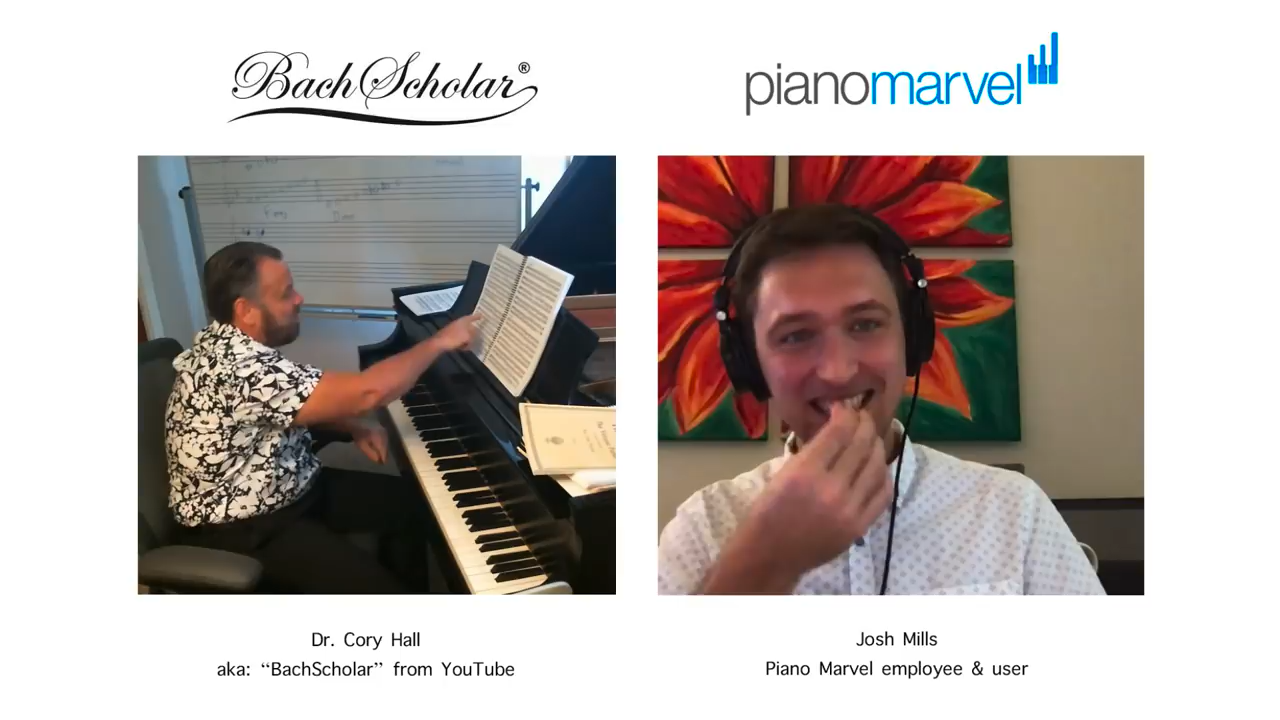 BachScholar®
pianomarvel
Dr. Cory Hall
aka: “BachScholar” from YouTube
Josh Mills
Piano Marvel employee & user